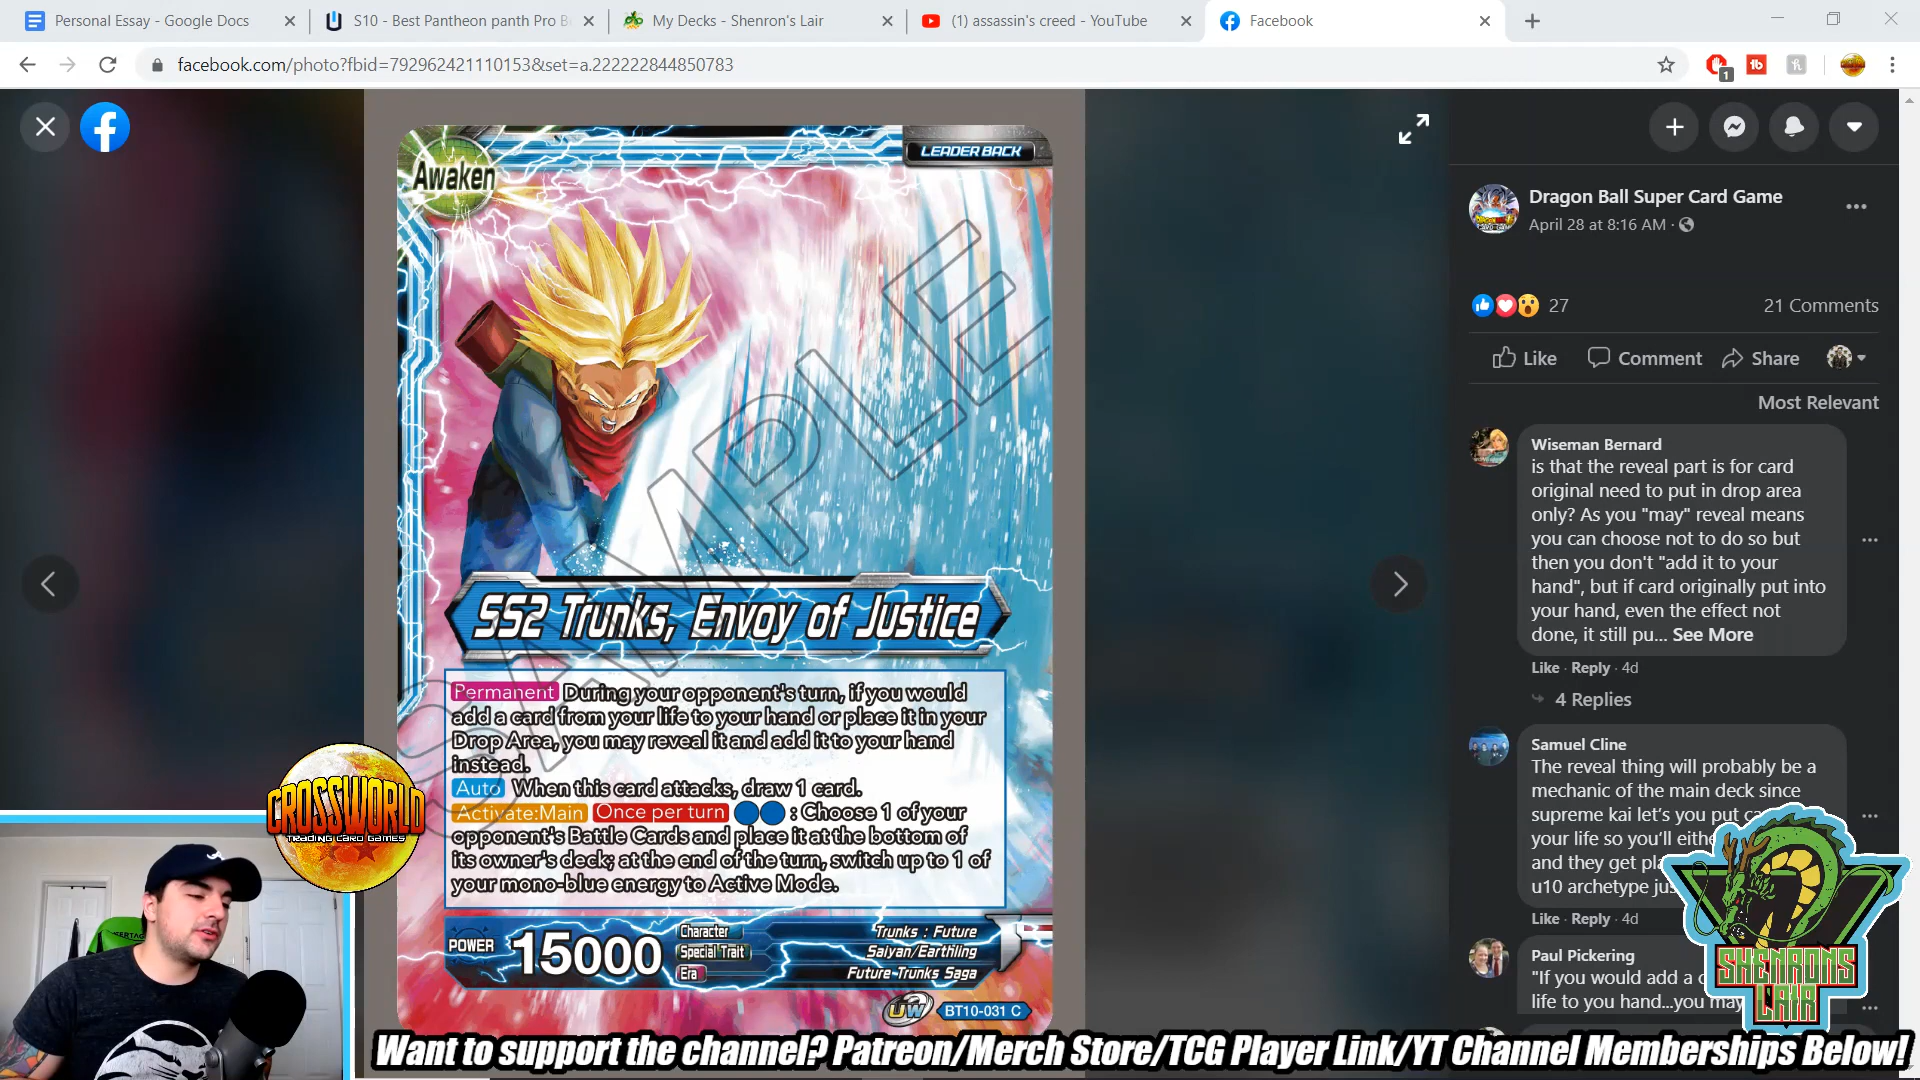 Personal Essay - Google Docs
S10 - Best Pantheon panth Pro B
My Decks - Shenron's Lair
(1) assassin's creed - YouTube
Facebook
facebook.com/photo?fbid=792962421110153&set=a.222222844850783
1
Awaken
LEADER BACK
SAMPLE
SS2 Trunks, Envoy of Justice
Permanent During your opponent's turn, if you would
add a card from your life to your hand or place it in your
Drop Area, you may reveal it and add it to your hand
instead.
Auto When this card attacks, draw 1 card.
Activate:Main Once per turn : Choose 1 of your
opponent's Battle Cards and place it at the bottom of
its owner's deck; at the end of the turn, switch up to 1 of
your mono-blue energy to Active Mode.
POWER 15000
Character Trunks : Future
Special Trait Saiyan/Earthling
Era Future Trunks Saga
UW BT10-031 C
Dragon Ball Super Card Game
April 28 at 8:16 AM ·
27
21 Comments
Like Comment Share
Most Relevant
Wiseman Bernard
is that the reveal part is for card
original need to put in drop area
only? As you "may" reveal means
you can choose not to do so but
then you don't "add it to your
hand", but if card originally put into
your hand, even the effect not
done, it still pu... See More
Like · Reply · 4d
4 Replies
Samuel Cline
The reveal thing will probably be a
mechanic of the main deck since
supreme kai let's you put
your life so you'll eithe
and they get pla
u10 archetype jus
Like · Reply · 4d
Paul Pickering
"If you would add a
life to you hand...you may
CROSSWORLD
TRADING CARD GAMES
SHENRONS
LAIR
Want to support the channel? Patreon/Merch Store/TCG Player Link/YT Channel Memberships Below!